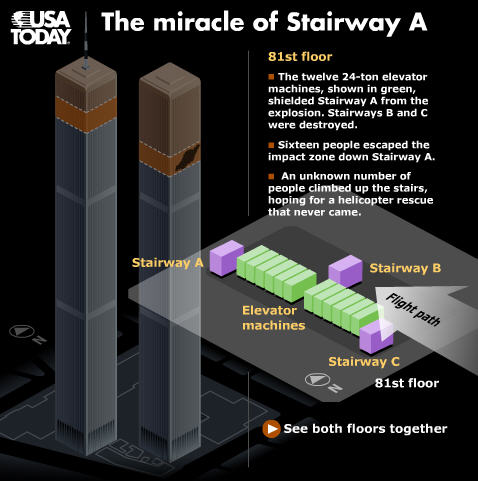 USA
TODAY.
The miracle of Stairway A
81st floor
■ The twelve 24-ton elevator
machines, shown in green,
shielded Stairway A from the
explosion. Stairways B and C
were destroyed.
■ Sixteen people escaped the
impact zone down Stairway A.
■ An unknown number of
people climbed up the stairs,
hoping for a helicopter rescue
that never came.
Stairway A
Stairway B
Elevator
machines
Flight path
Stairway C
81st floor
N
N
See both floors together